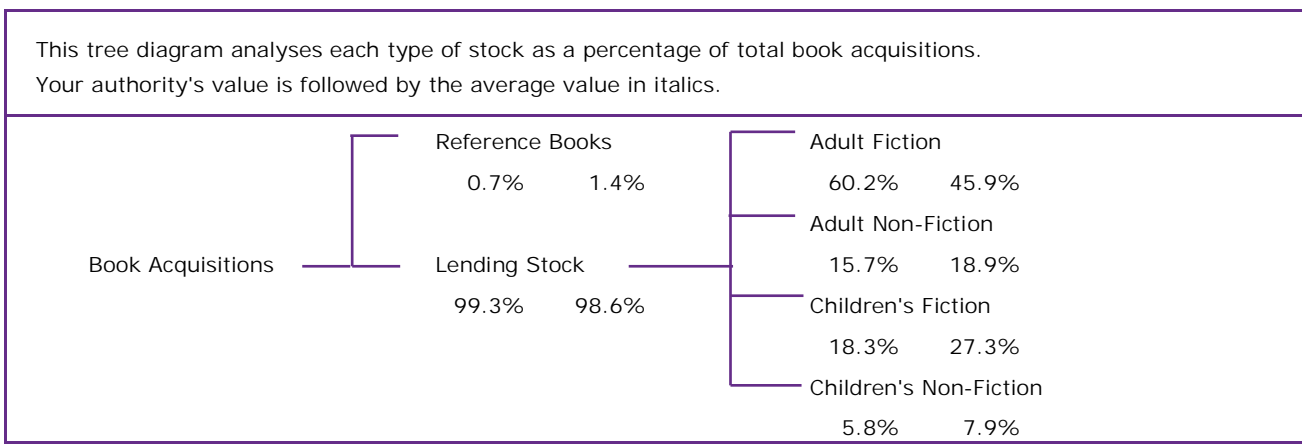 This tree diagram analyses each type of stock as a percentage of total book acquisitions.
Your authority's value is followed by the average value in italics.
Reference Books
0.7% 1.4%
Book Acquisitions
Lending Stock
99.3% 98.6%
Adult Fiction
60.2% 45.9%
Adult Non-Fiction
15.7% 18.9%
Children's Fiction
18.3% 27.3%
Children's Non-Fiction
5.8% 7.9%